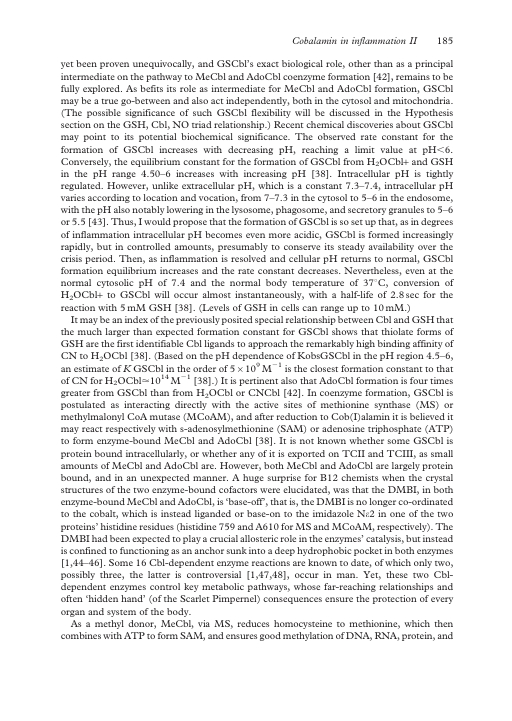 Cobalamin in inflammation II 185
yet been proven unequivocally, and GSCbl's exact biological role, other than as a principal
intermediate on the pathway to MeCbl and AdoCbl coenzyme formation [42], remains to be
fully explored. As befits its role as intermediate for MeCbl and AdoCbl formation, GSCbl
may be a true go-between and also act independently, both in the cytosol and mitochondria.
(The possible significance of such GSCbl flexibility will be discussed in the Hypothesis
section on the GSH, Cbl, NO triad relationship.) Recent chemical discoveries about GSCbl
may point to its potential biochemical significance. The observed rate constant for the
formation of GSCbl increases with decreasing pH, reaching a limit value at pH<6.
Conversely, the equilibrium constant for the formation of GSCbl from H₂OCbl+ and GSH
in the pH range 4.50–6 increases with increasing pH [38]. Intracellular pH is tightly
regulated. However, unlike extracellular pH, which is a constant 7.3–7.4, intracellular pH
varies according to location and vocation, from 7–7.3 in the cytosol to 5–6 in the endosome,
with the pH also notably lowering in the lysosome, phagosome, and secretory granules to 5–6
or 5.5 [43]. Thus, I would propose that the formation of GSCbl is so set up that, as in degrees
of inflammation intracellular pH becomes even more acidic, GSCbl is formed increasingly
rapidly, but in controlled amounts, presumably to conserve its steady availability over the
crisis period. Then, as inflammation is resolved and cellular pH returns to normal, GSCbl
formation equilibrium increases and the rate constant decreases. Nevertheless, even at the
normal cytosolic pH of 7.4 and the normal body temperature of 37°C, conversion of
H₂OCbl+ to GSCbl will occur almost instantaneously, with a half-life of 2.8 sec for the
reaction with 5 mM GSH [38]. (Levels of GSH in cells can range up to 10 mM.)
It may be an index of the previously posited special relationship between Cbl and GSH that
the much larger than expected formation constant for GSCbl shows that thiolate forms of
GSH are the first identifiable Cbl ligands to approach the remarkably high binding affinity of
CN to H₂OCbl [38]. (Based on the pH dependence of KobsGSCbl in the pH region 4.5–6,
an estimate of K GSCbl in the order of 5 × 10⁹ M⁻¹ is the closest formation constant to that
of CN for H₂OCbl≈10¹⁴ M⁻¹ [38].) It is pertinent also that AdoCbl formation is four times
greater from GSCbl than from H₂OCbl or CNCbl [42]. In coenzyme formation, GSCbl is
postulated as interacting directly with the active sites of methionine synthase (MS) or
methylmalonyl CoA mutase (MCoAM), and after reduction to Cob(I)alamin it is believed it
may react respectively with s-adenosylmethionine (SAM) or adenosine triphosphate (ATP)
to form enzyme-bound MeCbl and AdoCbl [38]. It is not known whether some GSCbl is
protein bound intracellularly, or whether any of it is exported on TCII and TCIII, as small
amounts of MeCbl and AdoCbl are. However, both MeCbl and AdoCbl are largely protein
bound, and in an unexpected manner. A huge surprise for B12 chemists when the crystal
structures of the two enzyme-bound cofactors were elucidated, was that the DMBI, in both
enzyme-bound MeCbl and AdoCbl, is 'base-off', that is, the DMBI is no longer co-ordinated
to the cobalt, which is instead liganded or base-on to the imidazole Nε2 in one of the two
proteins' histidine residues (histidine 759 and A610 for MS and MCoAM, respectively). The
DMBI had been expected to play a crucial allosteric role in the enzymes' catalysis, but instead
is confined to functioning as an anchor sunk into a deep hydrophobic pocket in both enzymes
[1,44–46]. Some 16 Cbl-dependent enzyme reactions are known to date, of which only two,
possibly three, the latter is controversial [1,47,48], occur in man. Yet, these two Cbl-
dependent enzymes control key metabolic pathways, whose far-reaching relationships and
often 'hidden hand' (of the Scarlet Pimpernel) consequences ensure the protection of every
organ and system of the body.
As a methyl donor, MeCbl, via MS, reduces homocysteine to methionine, which then
combines with ATP to form SAM, and ensures good methylation of DNA, RNA, protein, and